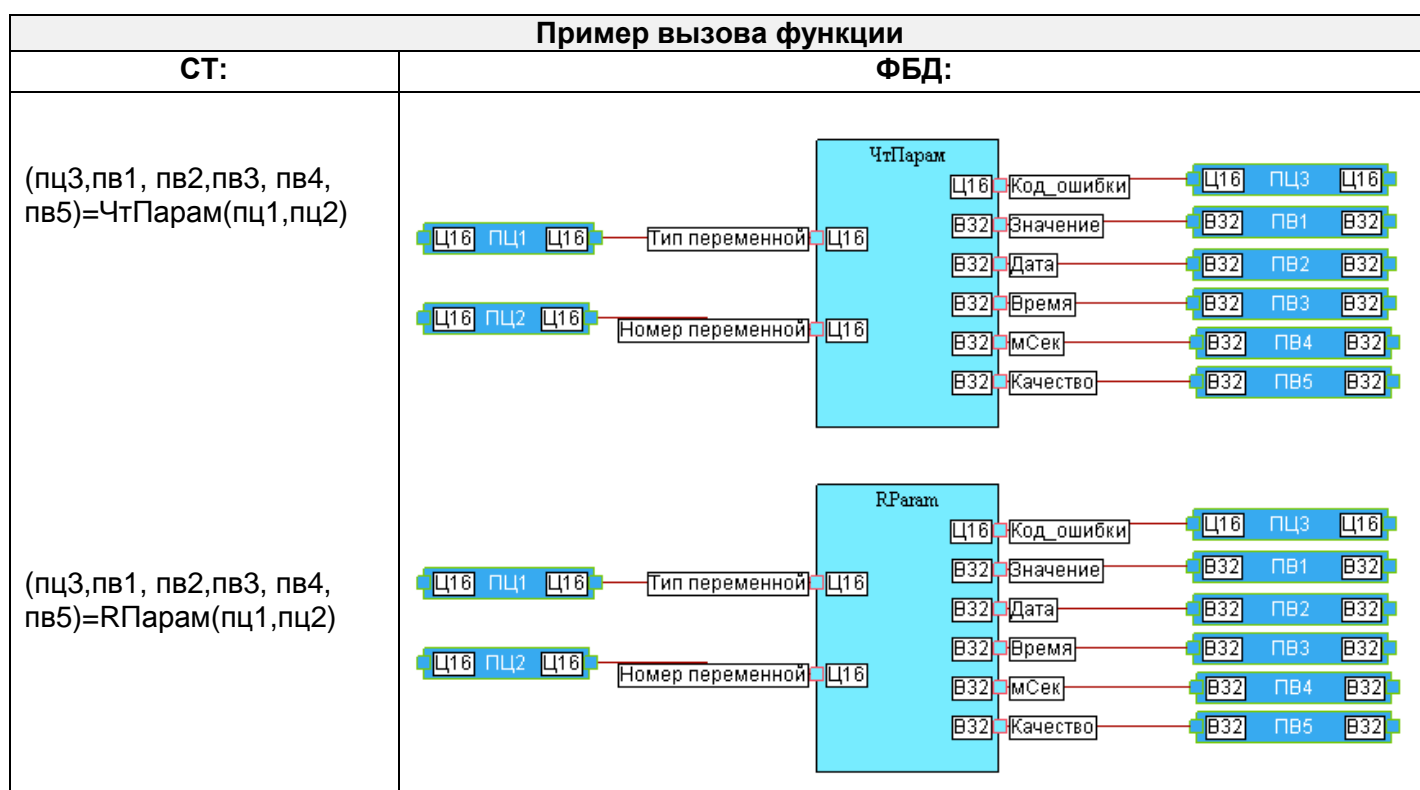 Пример вызова функции
СТ:
ФБД:
(пц3,пв1, пв2,пв3, пв4,
пв5)=ЧтПарам(пц1,пц2)
ЧтПарам
Ц16 Код_ошибки Ц16 ПЦ3 Ц16
В32 Значение В32 ПВ1 В32
Ц16 ПЦ1 Ц16 Тип переменной Ц16
В32 Дата В32 ПВ2 В32
В32 Время В32 ПВ3 В32
Ц16 ПЦ2 Ц16 Номер переменной Ц16
В32 мСек В32 ПВ4 В32
В32 Качество В32 ПВ5 В32
(пц3,пв1, пв2,пв3, пв4,
пв5)=RПарам(пц1,пц2)
RParam
Ц16 Код_ошибки Ц16 ПЦ3 Ц16
В32 Значение В32 ПВ1 В32
Ц16 ПЦ1 Ц16 Тип переменной Ц16
В32 Дата В32 ПВ2 В32
В32 Время В32 ПВ3 В32
Ц16 ПЦ2 Ц16 Номер переменной Ц16
В32 мСек В32 ПВ4 В32
В32 Качество В32 ПВ5 В32